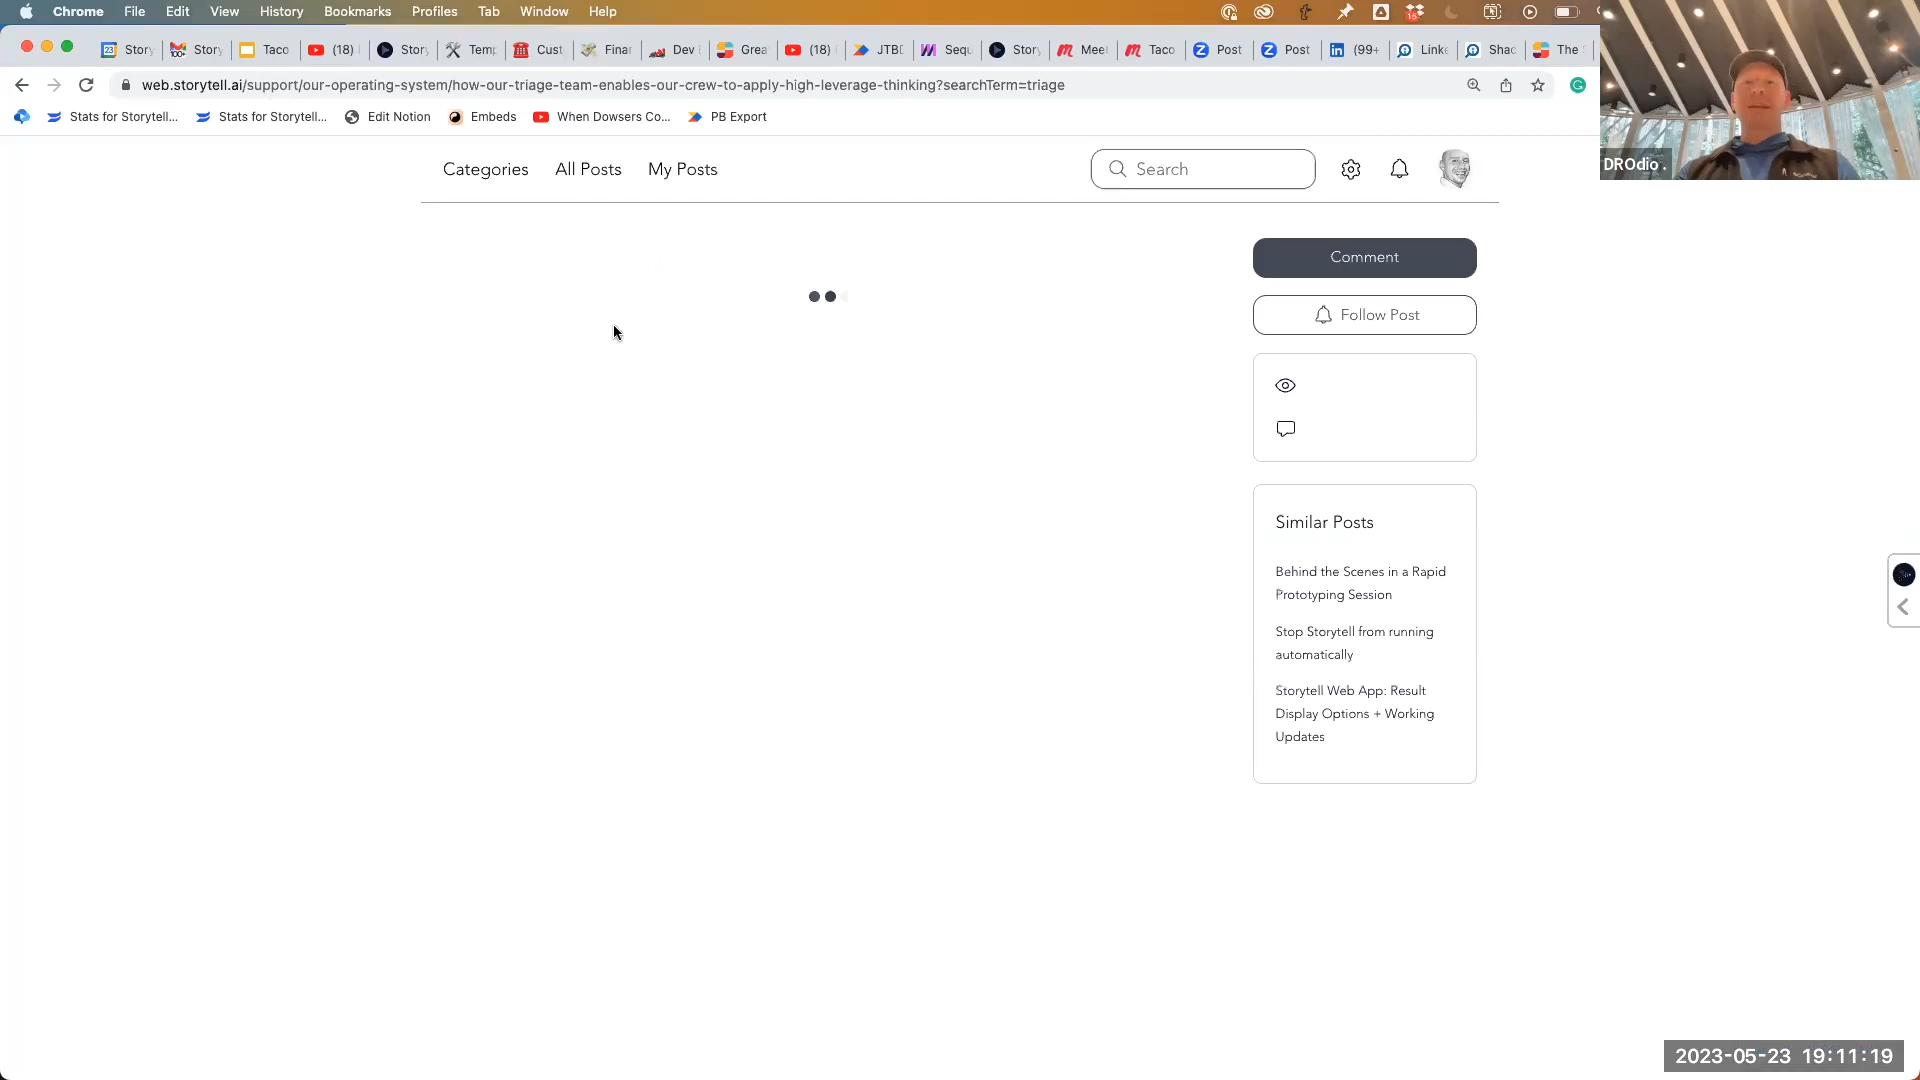 Chrome File Edit View History Bookmarks Profiles Tab Window Help
15
23 Story 100+ Story Taco (18) Story Temp Cust Finar Dev Grea (18) JTBD Sequ Story Meet Taco Post Post (99+ Linke Shac The
web.storytell.ai/support/our-operating-system/how-our-triage-team-enables-our-crew-to-apply-high-leverage-thinking?searchTerm=triage
Stats for Storytell... Stats for Storytell... Edit Notion Embeds When Dowsers Co... PB Export
DROdio .
Categories All Posts My Posts Search
Comment
Follow Post
Similar Posts
Behind the Scenes in a Rapid
Prototyping Session
Stop Storytell from running
automatically
Storytell Web App: Result
Display Options + Working
Updates
2023-05-23 19:11:19